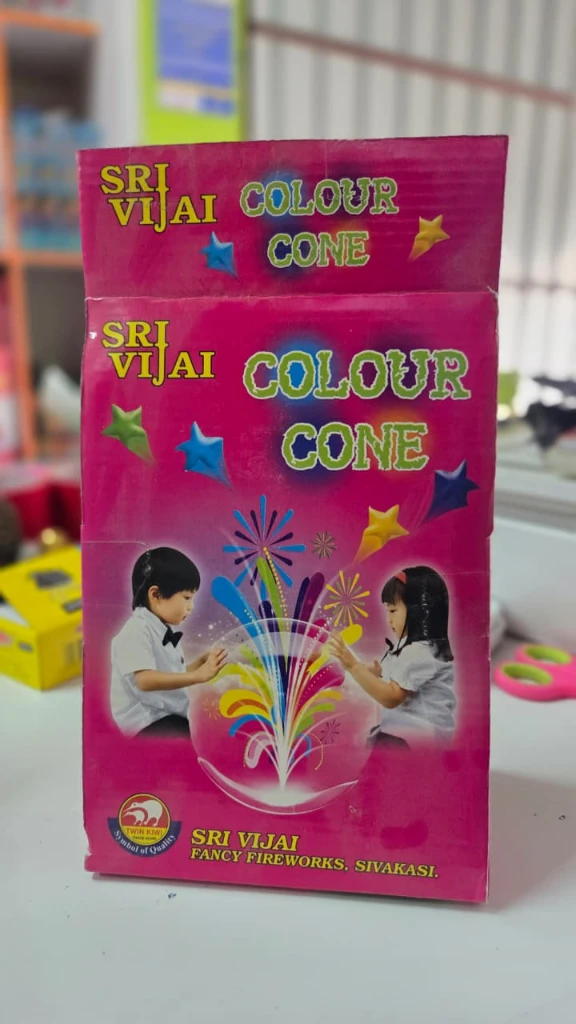 SRI
VIJAI
COLOUR
CONE
SRI
VIJAI
COLOUR
CONE
TWIN KIWI
Symbol of Quality
SRI VIJAI
FANCY FIREWORKS, SIVAKASI.